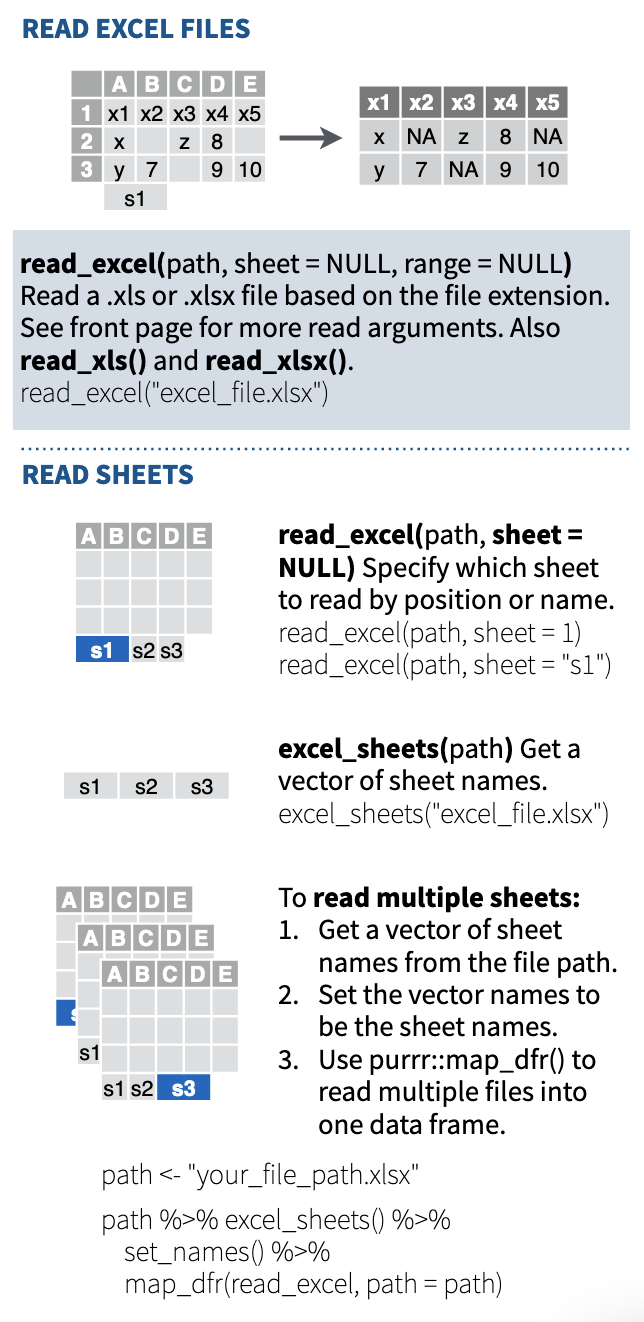 READ EXCEL FILES
A B C D E
1 x1 x2 x3 x4 x5
2 x z 8
3 y 7 9 10
s1
x1 x2 x3 x4 x5
x NA z 8 NA
y 7 NA 9 10
read_excel(path, sheet = NULL, range = NULL)
Read a .xls or .xlsx file based on the file extension.
See front page for more read arguments. Also
read_xls() and read_xlsx().
read_excel("excel_file.xlsx")
READ SHEETS
A B C D E
s1 s2 s3
read_excel(path, sheet =
NULL) Specify which sheet
to read by position or name.
read_excel(path, sheet = 1)
read_excel(path, sheet = "s1")
s1 s2 s3
excel_sheets(path) Get a
vector of sheet names.
excel_sheets("excel_file.xlsx")
A B C D E
A B C D E
A B C D E
s1
s1 s2 s3
To read multiple sheets:
1. Get a vector of sheet
names from the file path.
2. Set the vector names to
be the sheet names.
3. Use purrr::map_dfr() to
read multiple files into
one data frame.
path <- "your_file_path.xlsx"
path %>% excel_sheets() %>%
set_names() %>%
map_dfr(read_excel, path = path)